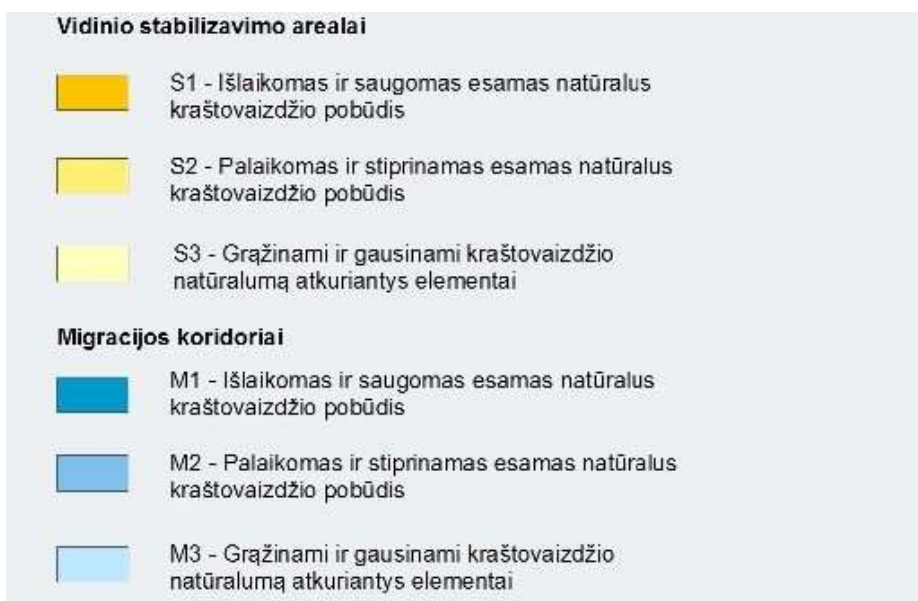 Vidinio stabilizavimo arealai
S1 - Išlaikomas ir saugomas esamas natūralus
kraštovaizdžio pobūdis
S2 - Palaikomas ir stiprinamas esamas natūralus
kraštovaizdžio pobūdis
S3 - Grąžinami ir gausinami kraštovaizdžio
natūralumą atkuriantys elementai
Migracijos koridoriai
M1 - Išlaikomas ir saugomas esamas natūralus
kraštovaizdžio pobūdis
M2 - Palaikomas ir stiprinamas esamas natūralus
kraštovaizdžio pobūdis
M3 - Grąžinami ir gausinami kraštovaizdžio
natūralumą atkuriantys elementai